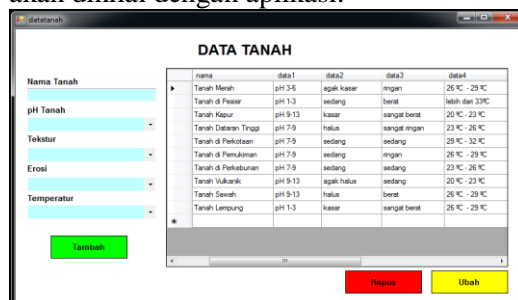 akan dinilai dengan aplikasi.
datatanah
DATA TANAH
Nama Tanah
pH Tanah
Tekstur
Erosi
Temperatur
Tambah
nama data1 data2 data3 data4
Tanah Merah pH 3-6 agak kasar ringan 26 ºC - 29 ºC
Tanah di Pesisir pH 1-3 sedang berat lebih dari 33ºC
Tanah Kapur pH 9-13 kasar sangat berat 20 ºC - 23 ºC
Tanah Dataran Tinggi pH 7-9 halus sangat ringan 23 ºC - 26 ºC
Tanah di Perkotaan pH 7-9 sedang sedang 29 ºC - 32 ºC
Tanah di Pemukiman pH 7-9 sedang ringan 26 ºC - 29 ºC
Tanah di Perkebunan pH 7-9 sedang sedang 23 ºC - 26 ºC
Tanah Vulkanik pH 9-13 agak halus sedang 20 ºC - 23 ºC
Tanah Sawah pH 9-13 halus berat 26 ºC - 29 ºC
Tanah Lempung pH 1-3 kasar sangat berat 26 ºC - 29 ºC
Hapus
Ubah